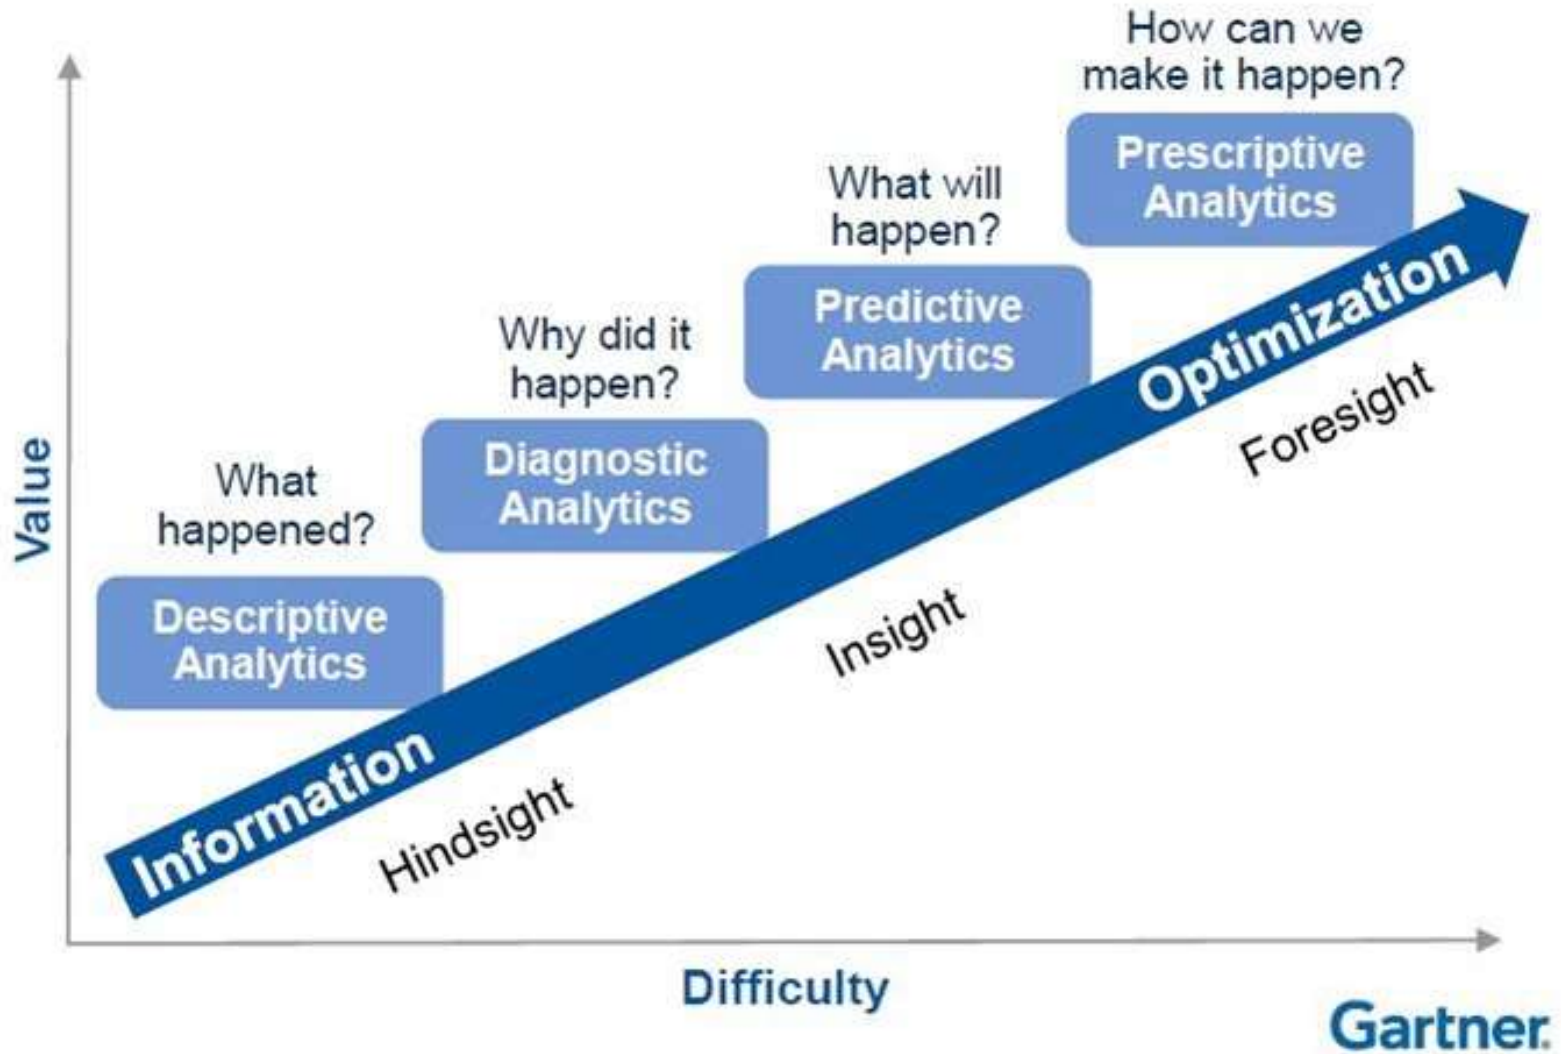 How can we
make it happen?
Prescriptive
Analytics
What will
happen?
Predictive
Analytics
Why did it
happen?
Diagnostic
Analytics
What
happened?
Descriptive
Analytics
Value
Information
Optimization
Hindsight
Insight
Foresight
Difficulty
Gartner.